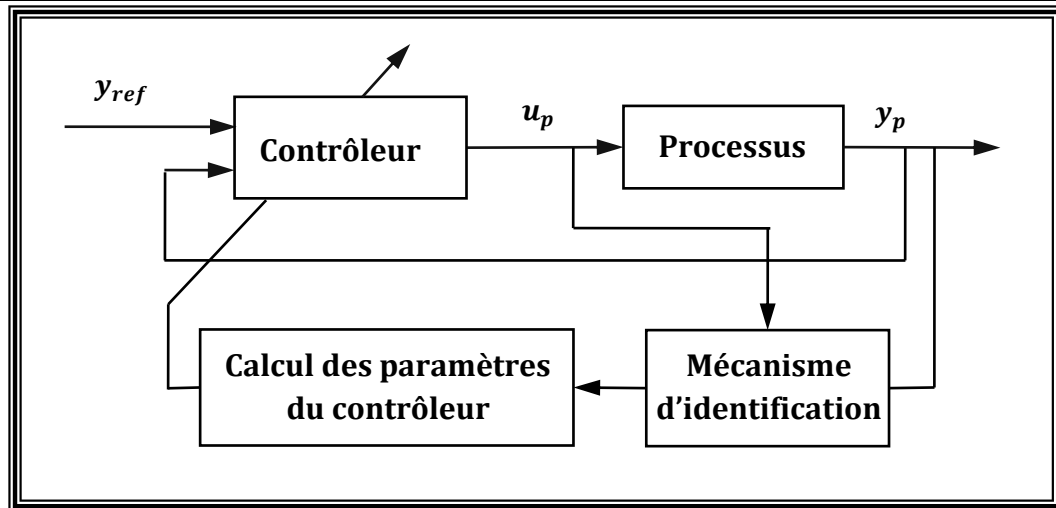 y_ref
u_p
y_p
Contrôleur
Processus
Calcul des paramètres
du contrôleur
Mécanisme
d'identification